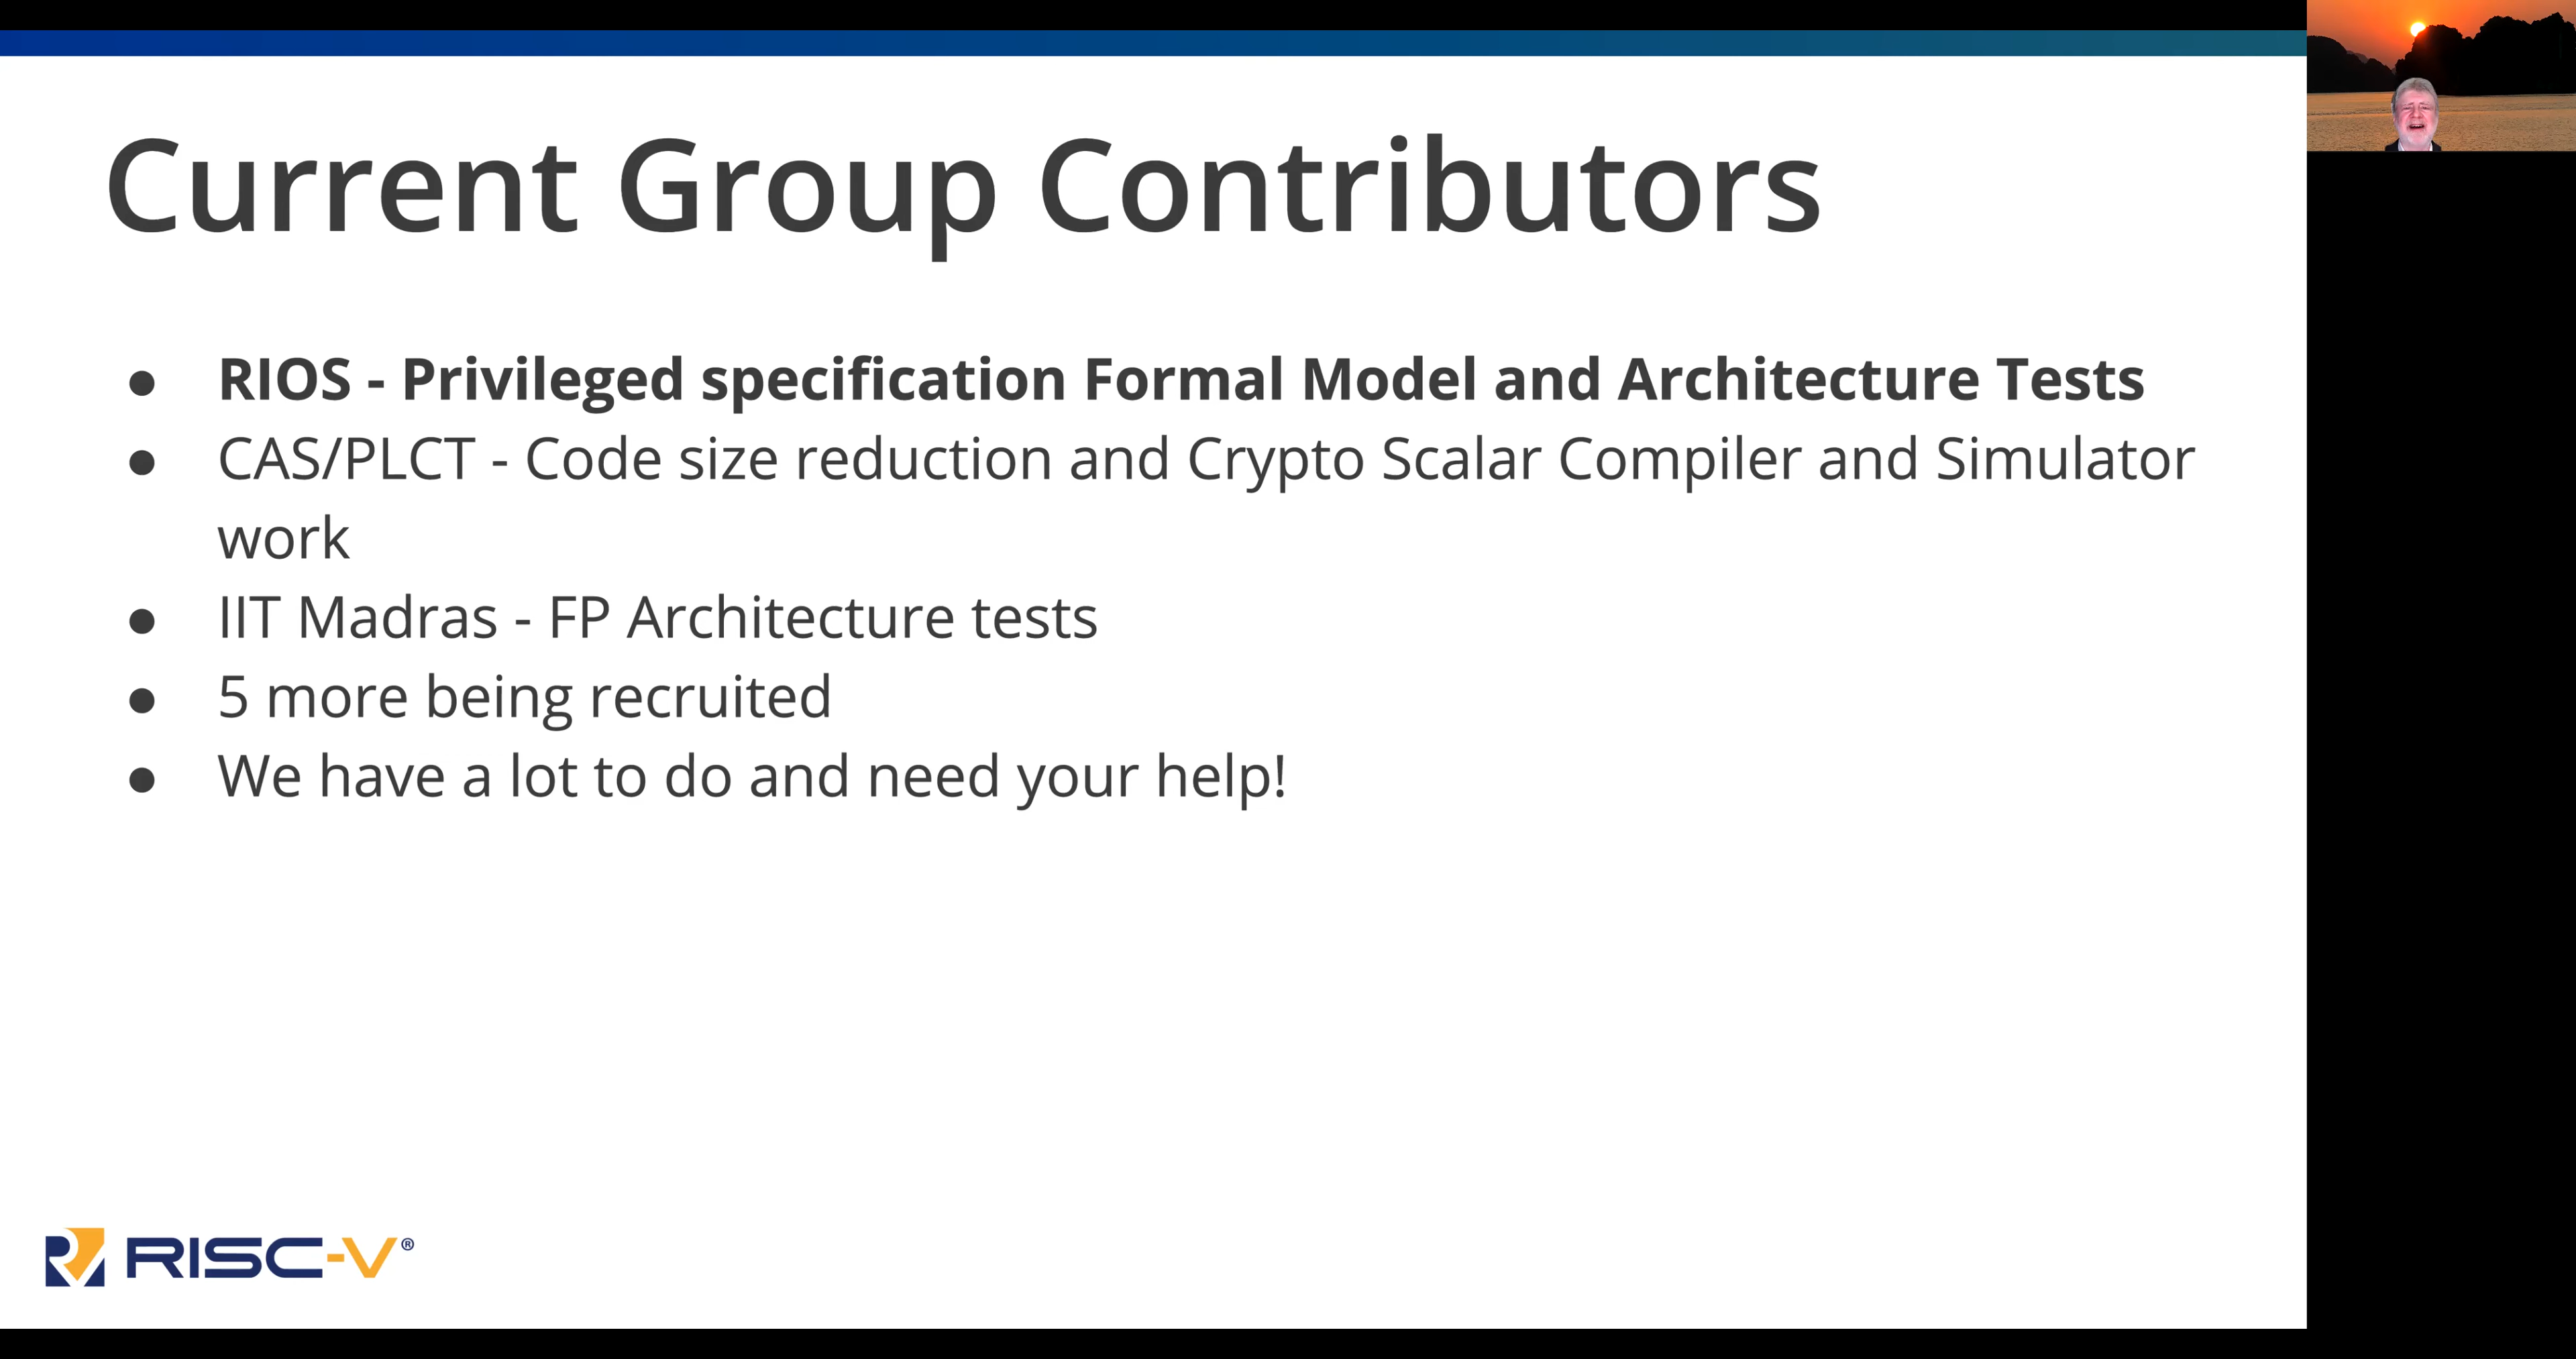 Current Group Contributors
● RIOS - Privileged specification Formal Model and Architecture Tests
● CAS/PLCT - Code size reduction and Crypto Scalar Compiler and Simulator
work
● IIT Madras - FP Architecture tests
● 5 more being recruited
● We have a lot to do and need your help!
RISC-V®